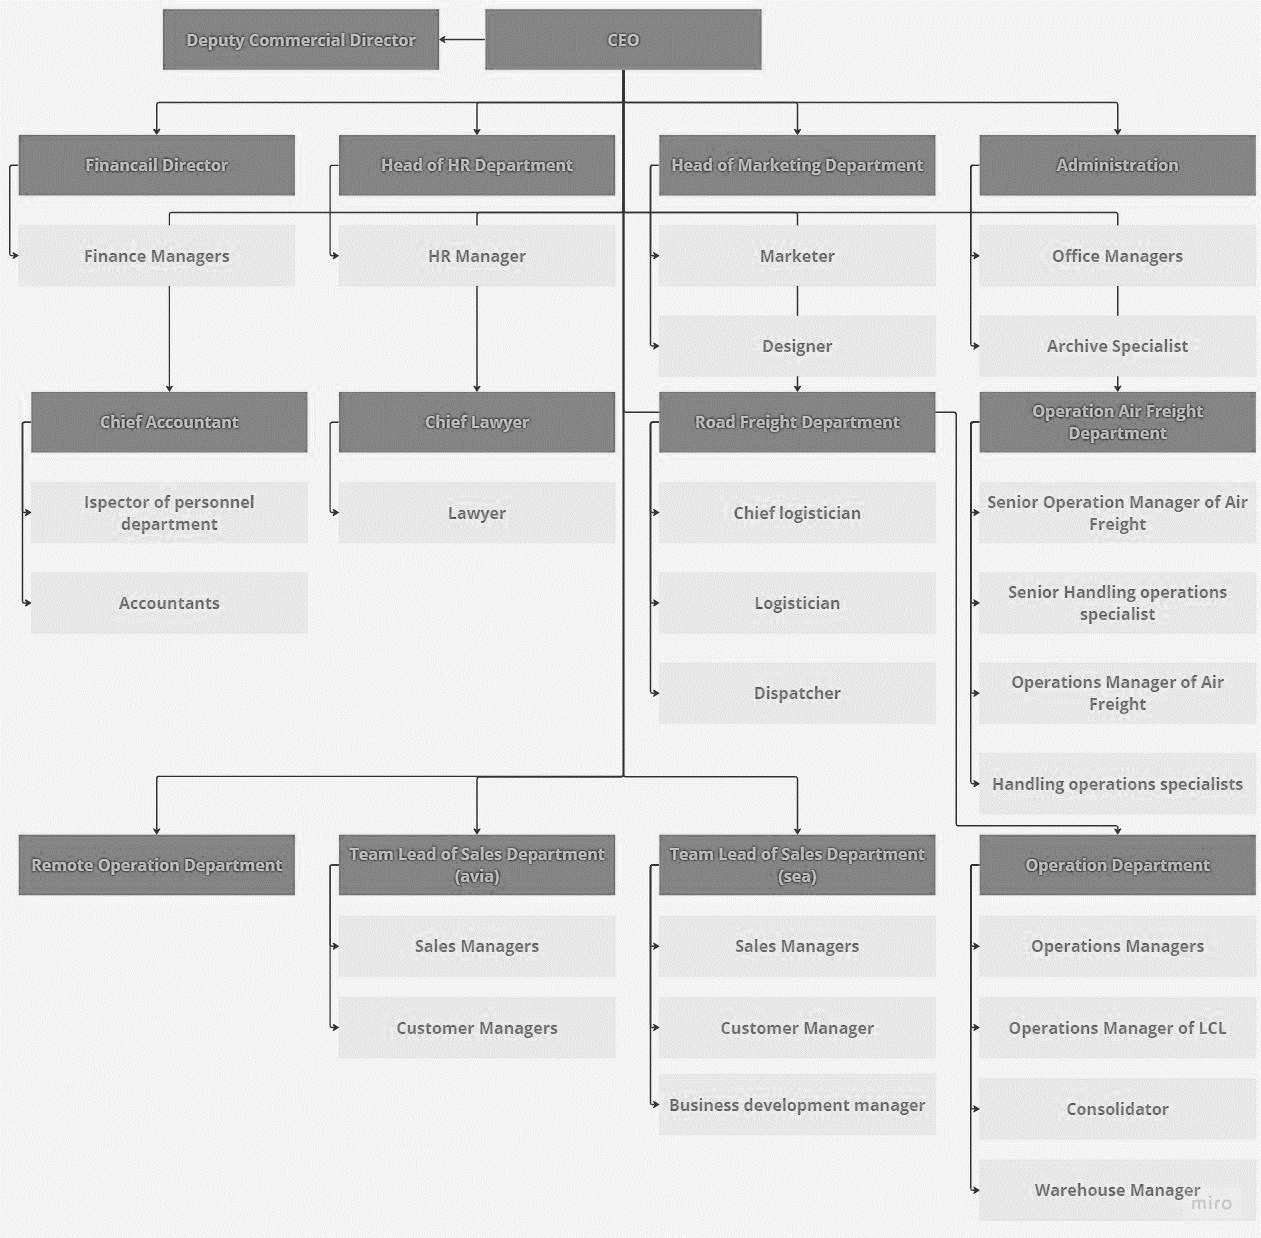 Deputy Commercial Director
CEO
Financail Director
Head of HR Department
Head of Marketing Department
Administration
Finance Managers
HR Manager
Marketer
Office Managers
Designer
Archive Specialist
Chief Accountant
Chief Lawyer
Road Freight Department
Operation Air Freight
Department
Ispector of personnel
department
Lawyer
Chief logistician
Senior Operation Manager of Air
Freight
Accountants
Logistician
Senior Handling operations
specialist
Dispatcher
Operations Manager of Air
Freight
Handling operations specialists
Remote Operation Department
Team Lead of Sales Department
(avia)
Team Lead of Sales Department
(sea)
Operation Department
Sales Managers
Sales Managers
Operations Managers
Customer Managers
Customer Manager
Operations Manager of LCL
Business development manager
Consolidator
Warehouse Manager
miro